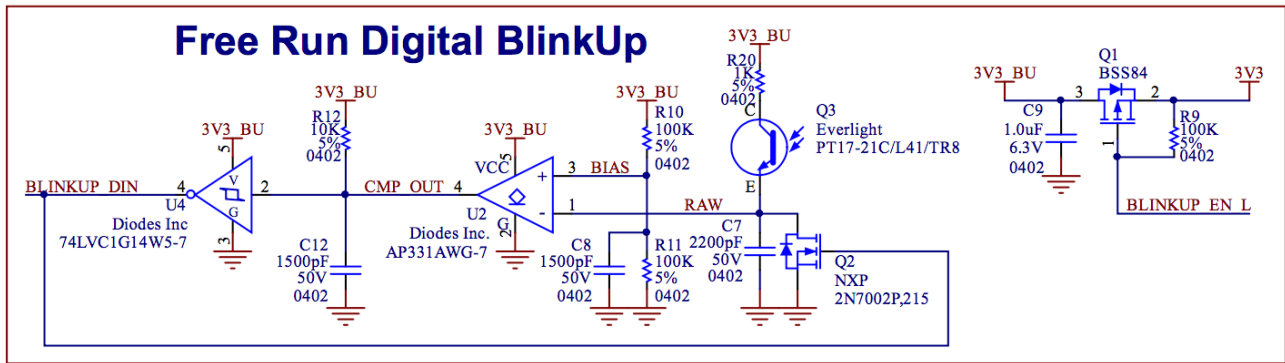 Free Run Digital BlinkUp
3V3_BU
R12
10K
5%
0402
3V3_BU
5
V
BLINKUP_DIN
4
2
U4
G
3
Diodes Inc
74LVC1G14W5-7
C12
1500pF
50V
0402
CMP_OUT
4
VCC
5
+
-
G
2
U2
Diodes Inc.
AP331AWG-7
3
BIAS
1
RAW
3V3_BU
R10
100K
5%
0402
C8
1500pF
50V
0402
R11
100K
5%
0402
3V3_BU
R20
1K
5%
0402
C
Q3
Everlight
PT17-21C/L41/TR8
E
C7
2200pF
50V
0402
Q2
NXP
2N7002P,215
Q1
BSS84
3V3_BU
3
2
3V3
C9
1.0uF
6.3V
0402
1
R9
100K
5%
0402
BLINKUP_EN_L